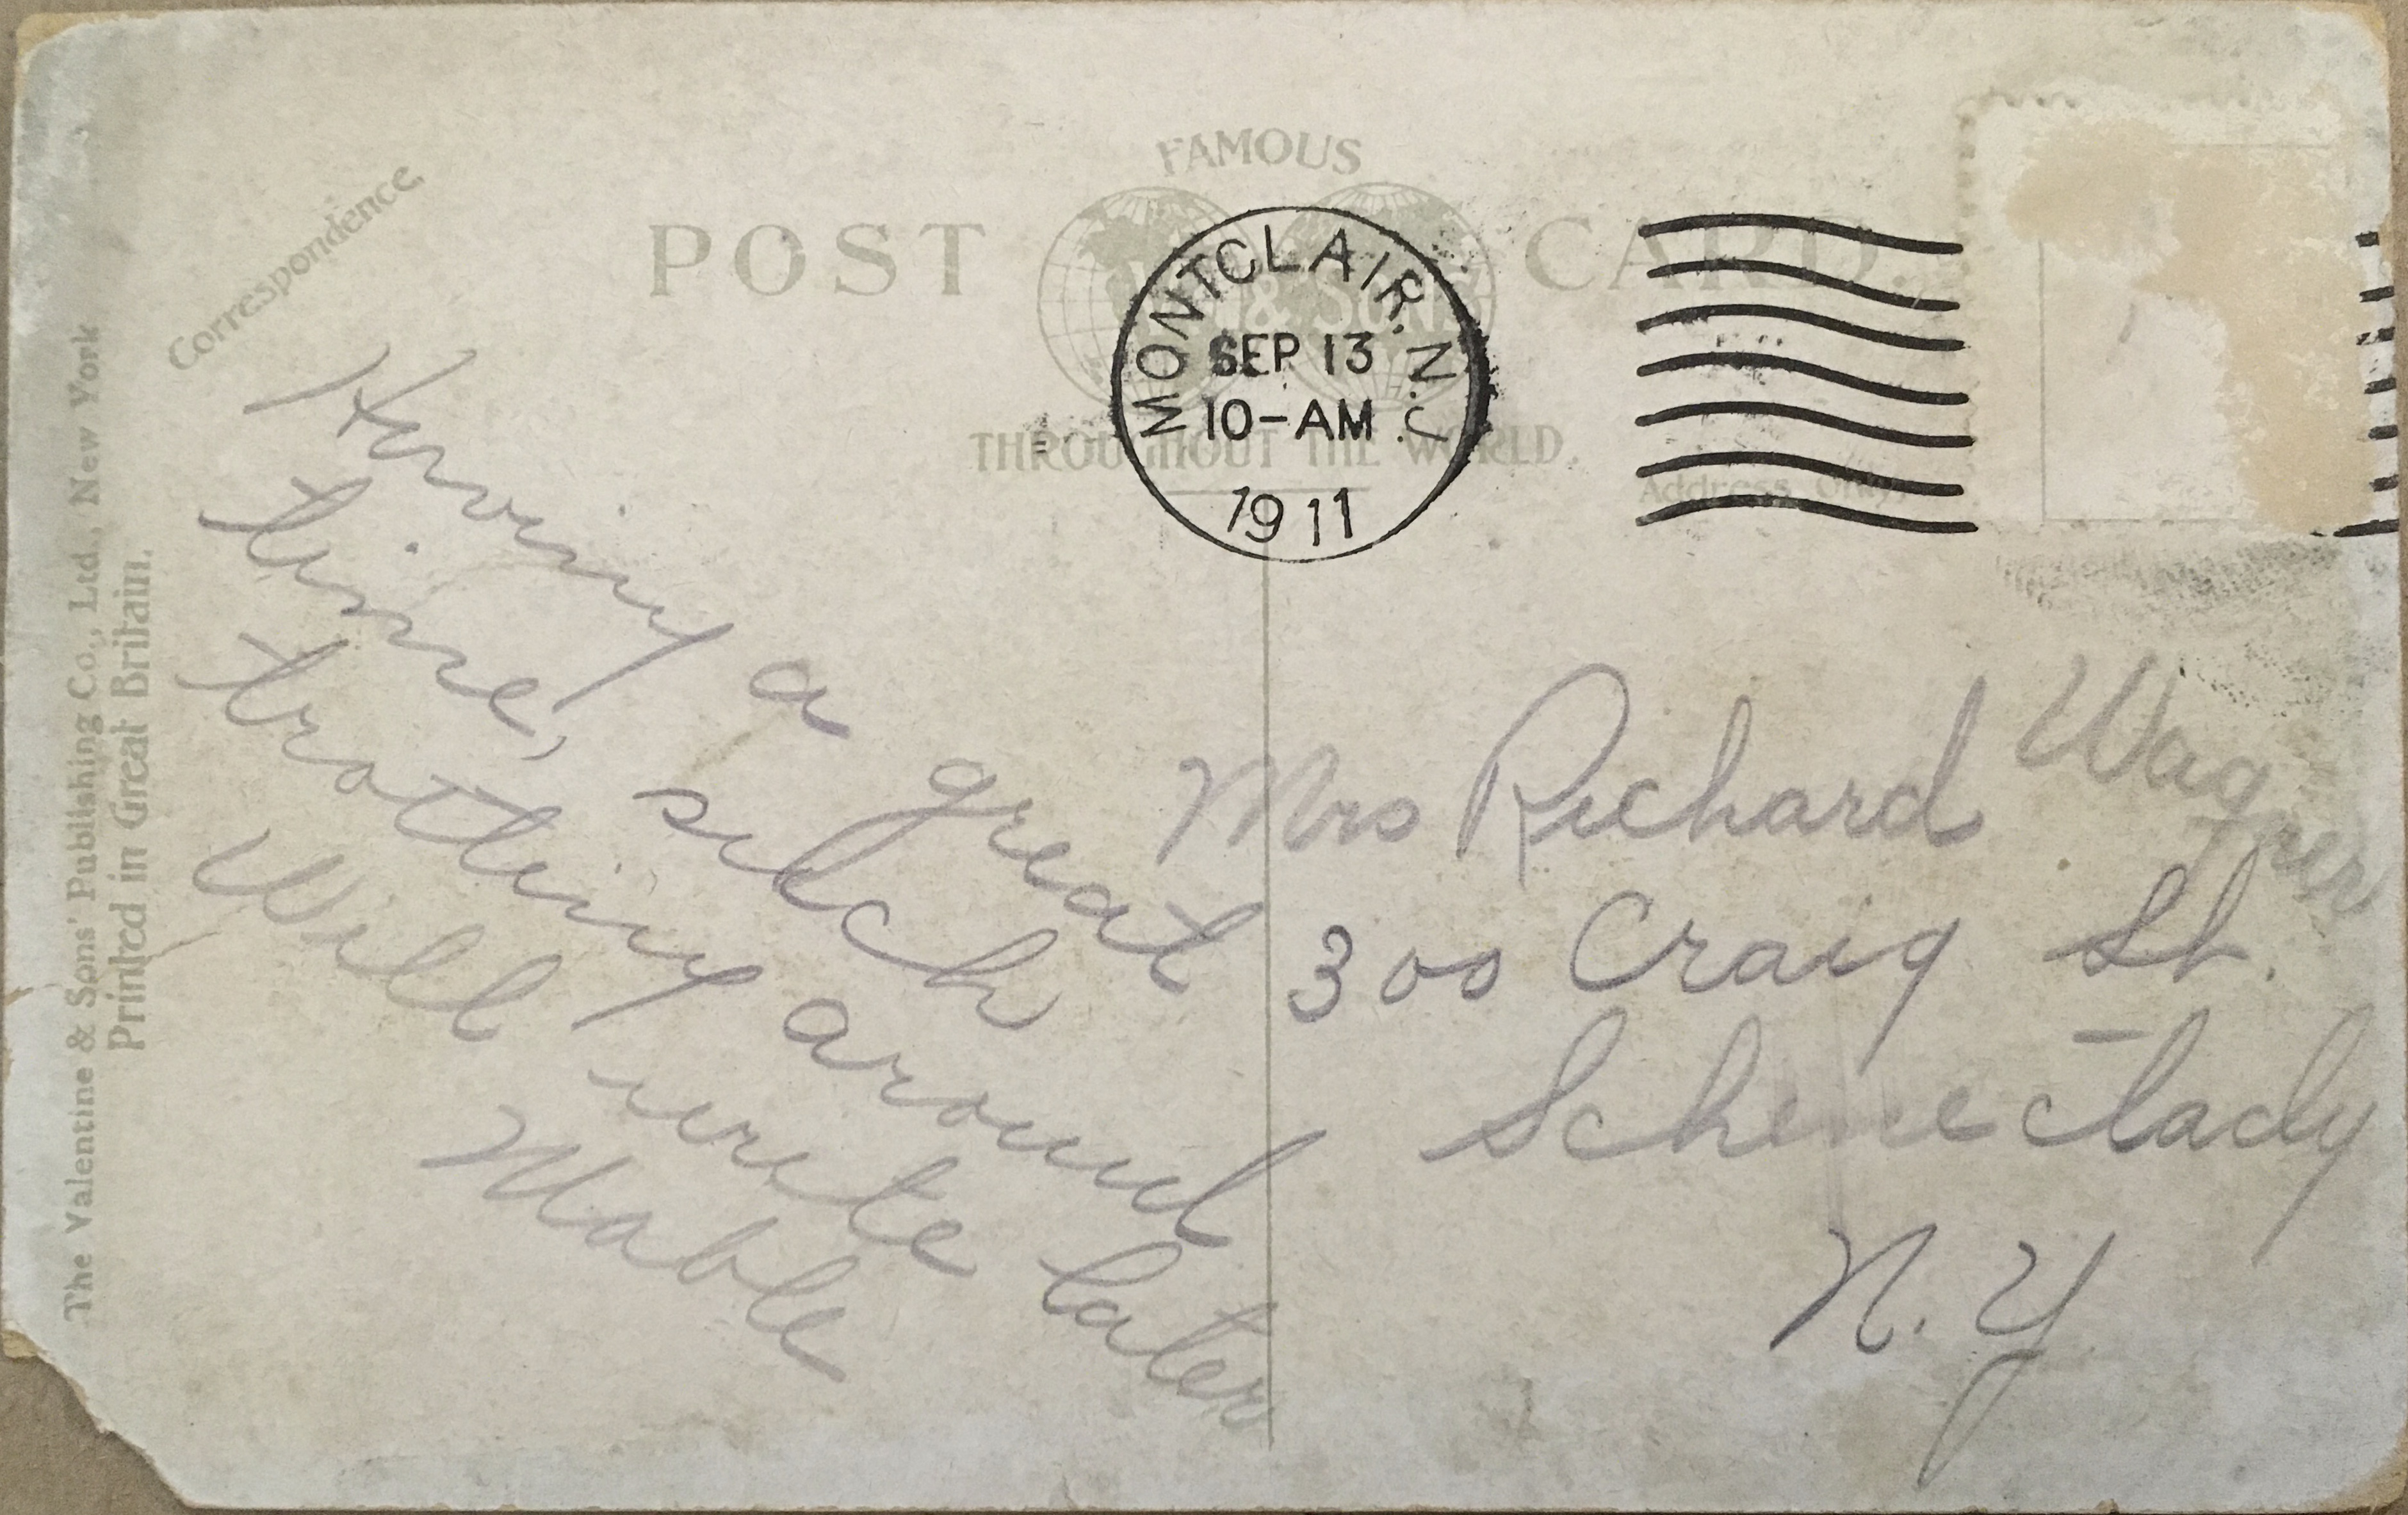 Correspondence.
FAMOUS
POST CARD.
& SONS
THROUGHOUT THE WORLD.
Address Only
MONTCLAIR, N.J.
SEP 13
10-AM
1911
The Valentine & Sons' Publishing Co., Ltd., New York
Printed in Great Britain.
Having a great
time, such
trotting around
Will write later
Mable
Mrs Richard Wagner
300 Craig St.
Schenectady
N.Y